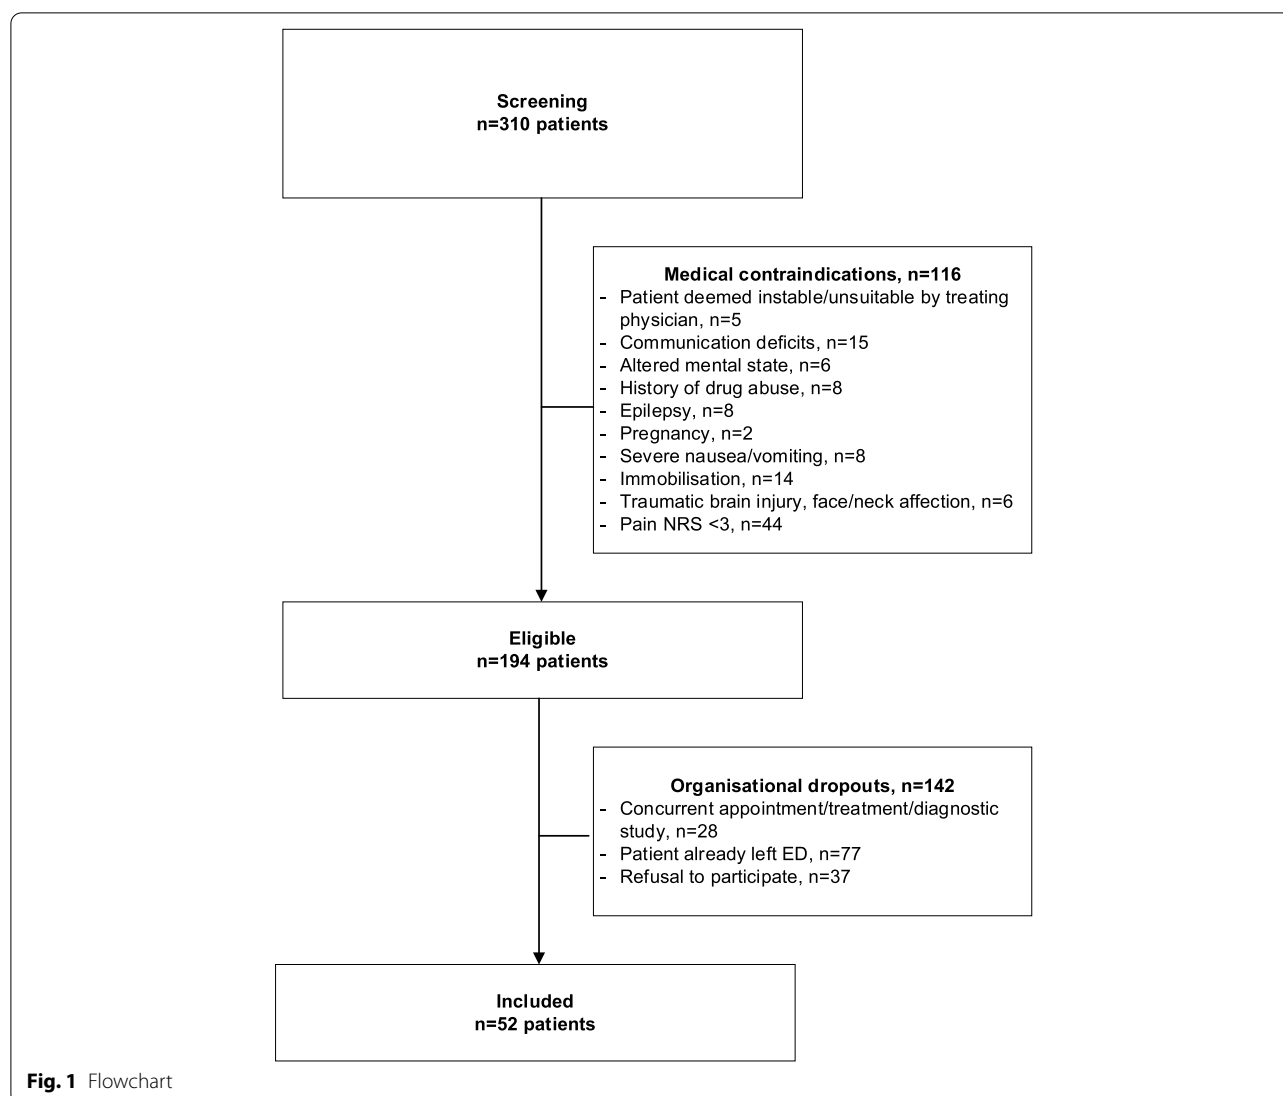 Screening
n=310 patients
Medical contraindications, n=116
- Patient deemed instable/unsuitable by treating
physician, n=5
- Communication deficits, n=15
- Altered mental state, n=6
- History of drug abuse, n=8
- Epilepsy, n=8
- Pregnancy, n=2
- Severe nausea/vomiting, n=8
- Immobilisation, n=14
- Traumatic brain injury, face/neck affection, n=6
- Pain NRS <3, n=44
Eligible
n=194 patients
Organisational dropouts, n=142
- Concurrent appointment/treatment/diagnostic
study, n=28
- Patient already left ED, n=77
- Refusal to participate, n=37
Included
n=52 patients
Fig. 1 Flowchart